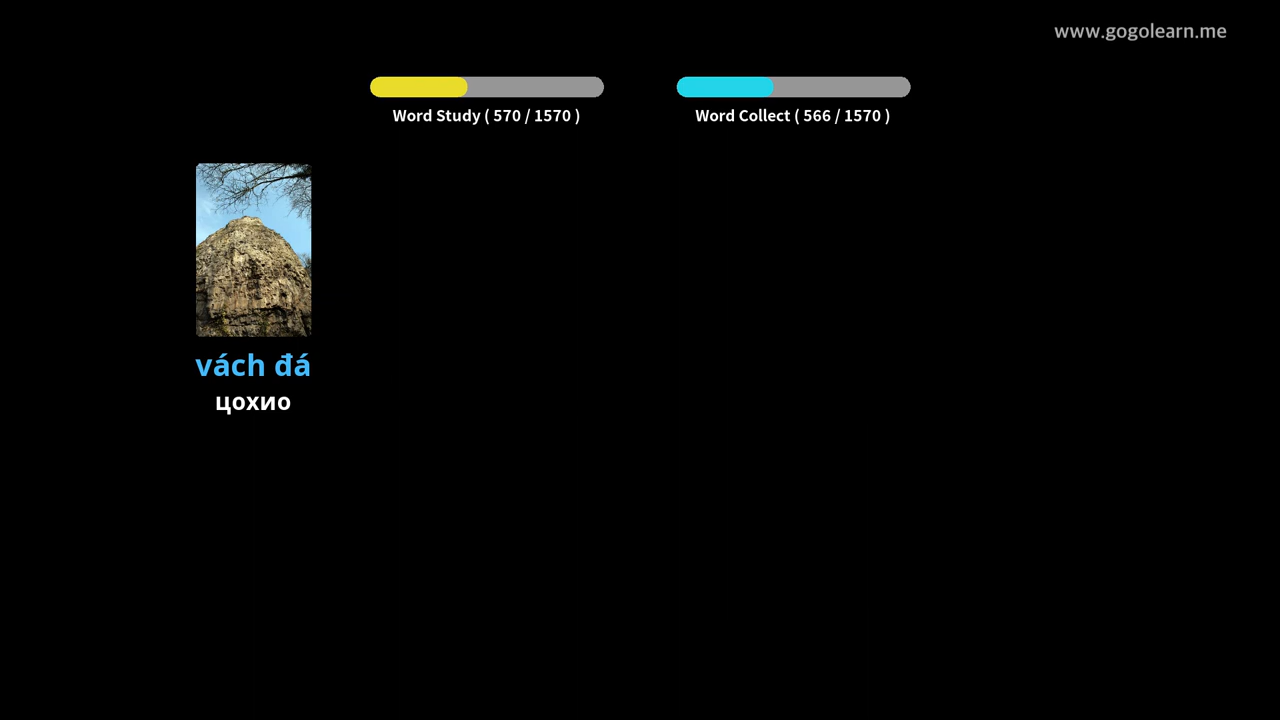 www.gogolearn.me
Word Study ( 570 / 1570 )
Word Collect ( 566 / 1570 )
vách đá
цохио